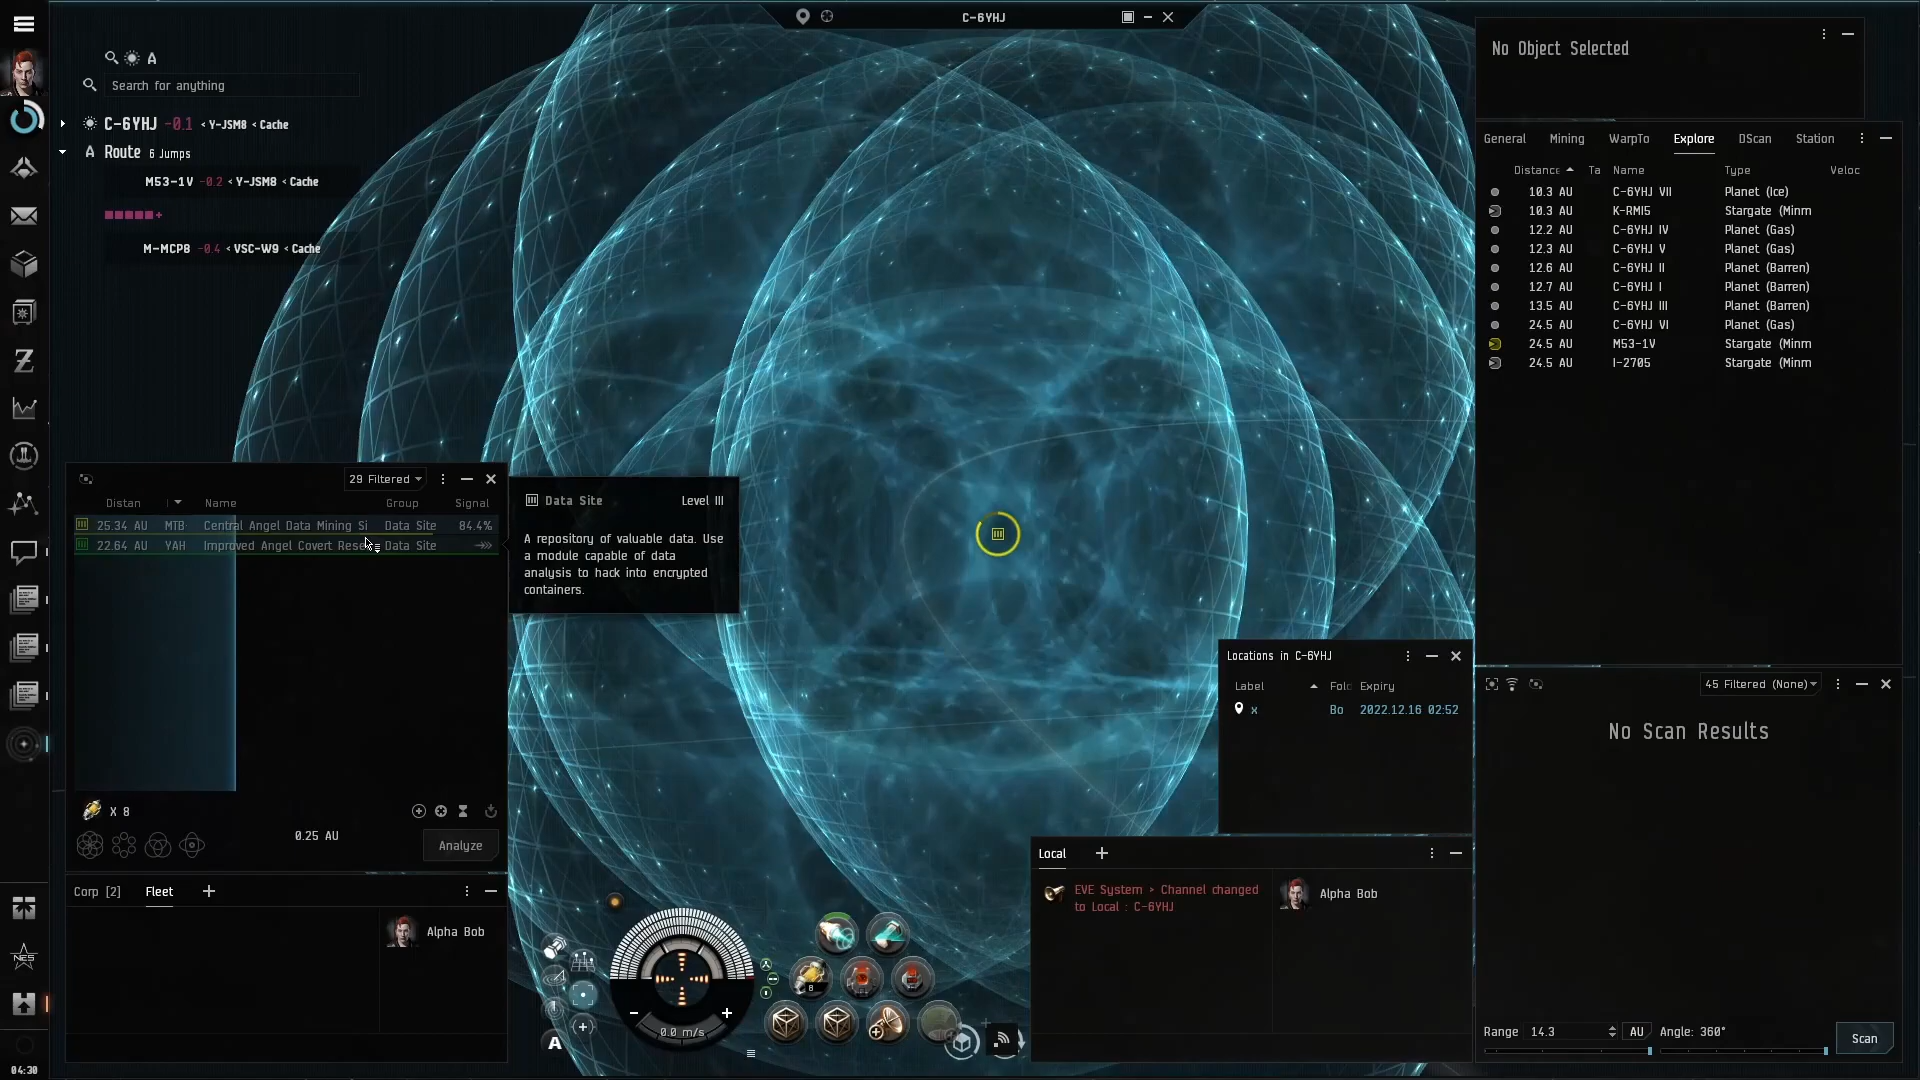 C-6YHJ
No Object Selected
A
Search for anything
C-6YHJ -0.1 < Y-JSM8 < Cache
A Route 6 Jumps
M53-1V -0.2 < Y-JSM8 < Cache
M-MCP8 -0.4 < VSC-W9 < Cache
General Mining WarpTo Explore DScan Station
Distanc Ta Name Type Veloc
10.3 AU C-6YHJ VII Planet (Ice)
10.3 AU K-RMI5 Stargate (Minm
12.2 AU C-6YHJ IV Planet (Gas)
12.3 AU C-6YHJ V Planet (Gas)
12.6 AU C-6YHJ II Planet (Barren)
12.7 AU C-6YHJ I Planet (Barren)
13.5 AU C-6YHJ III Planet (Barren)
24.5 AU C-6YHJ VI Planet (Gas)
24.5 AU M53-1V Stargate (Minm
24.5 AU I-2705 Stargate (Minm
29 Filtered
Distan Name Group Signal
25.34 AU MTB Central Angel Data Mining Si Data Site 84.4%
22.64 AU YAH Improved Angel Covert Rese Data Site
Data Site Level III
A repository of valuable data. Use
a module capable of data
analysis to hack into encrypted
containers.
X 8
0.25 AU
Analyze
Corp [2] Fleet +
Alpha Bob
Locations in C-6YHJ
Label Fol Expiry
x Bo 2022.12.16 02:52
Local +
EVE System > Channel changed
to Local : C-6YHJ
Alpha Bob
45 Filtered (None)
No Scan Results
Range 14.3 AU Angle: 360°
Scan
8
0.0 m/s
A
NES
04:30